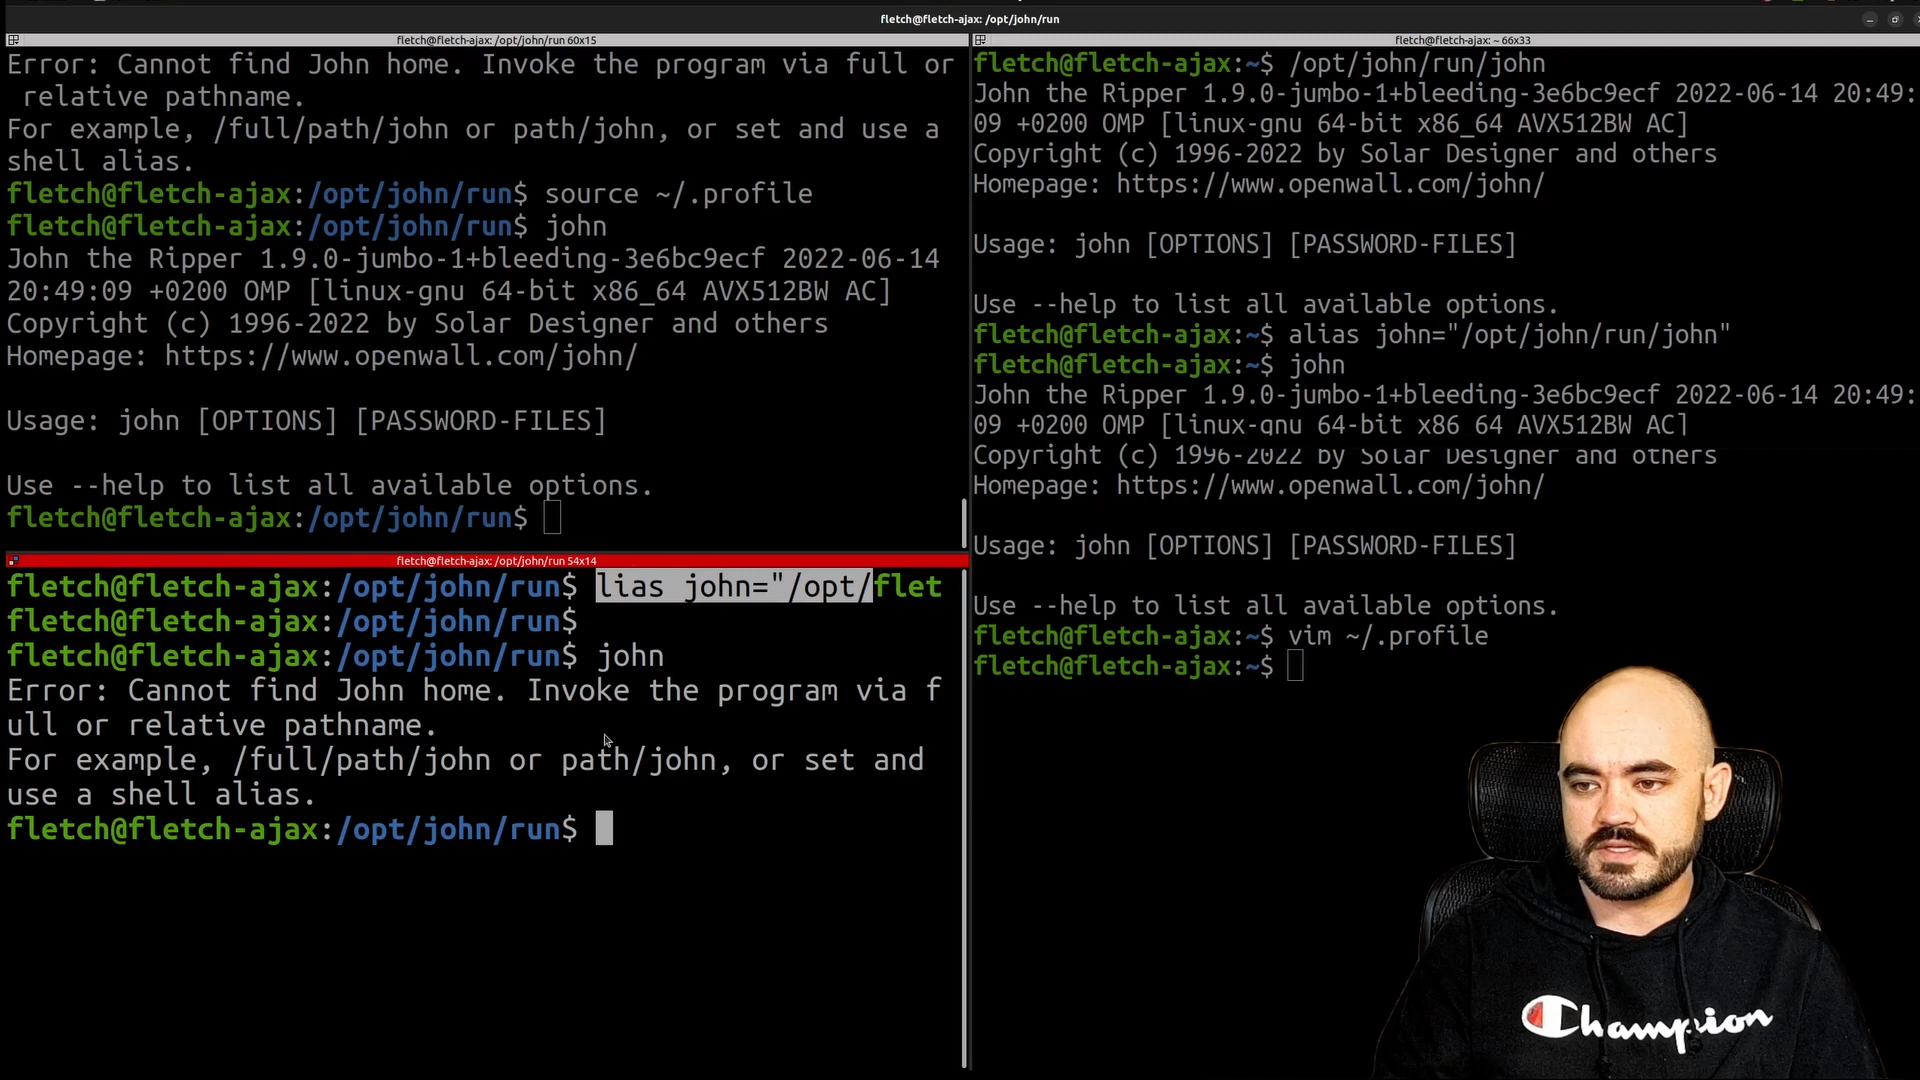 fletch@fletch-ajax: /opt/john/run
fletch@fletch-ajax: /opt/john/run 60x15
Error: Cannot find John home. Invoke the program via full or
 relative pathname.
For example, /full/path/john or path/john, or set and use a
shell alias.
fletch@fletch-ajax:/opt/john/run$ source ~/.profile
fletch@fletch-ajax:/opt/john/run$ john
John the Ripper 1.9.0-jumbo-1+bleeding-3e6bc9ecf 2022-06-14
20:49:09 +0200 OMP [linux-gnu 64-bit x86_64 AVX512BW AC]
Copyright (c) 1996-2022 by Solar Designer and others
Homepage: https://www.openwall.com/john/
Usage: john [OPTIONS] [PASSWORD-FILES]
Use --help to list all available options.
fletch@fletch-ajax:/opt/john/run$
fletch@fletch-ajax: /opt/john/run 54x14
fletch@fletch-ajax:/opt/john/run$ lias john="/opt/flet
fletch@fletch-ajax:/opt/john/run$
fletch@fletch-ajax:/opt/john/run$ john
Error: Cannot find John home. Invoke the program via f
ull or relative pathname.
For example, /full/path/john or path/john, or set and
use a shell alias.
fletch@fletch-ajax:/opt/john/run$
fletch@fletch-ajax: ~ 66x33
fletch@fletch-ajax:~$ /opt/john/run/john
John the Ripper 1.9.0-jumbo-1+bleeding-3e6bc9ecf 2022-06-14 20:49:
09 +0200 OMP [linux-gnu 64-bit x86_64 AVX512BW AC]
Copyright (c) 1996-2022 by Solar Designer and others
Homepage: https://www.openwall.com/john/
Usage: john [OPTIONS] [PASSWORD-FILES]
Use --help to list all available options.
fletch@fletch-ajax:~$ alias john="/opt/john/run/john"
fletch@fletch-ajax:~$ john
John the Ripper 1.9.0-jumbo-1+bleeding-3e6bc9ecf 2022-06-14 20:49:
09 +0200 OMP [linux-gnu 64-bit x86_64 AVX512BW AC]
Copyright (c) 1996-2022 by Solar Designer and others
Homepage: https://www.openwall.com/john/
Usage: john [OPTIONS] [PASSWORD-FILES]
Use --help to list all available options.
fletch@fletch-ajax:~$ vim ~/.profile
fletch@fletch-ajax:~$
Champion